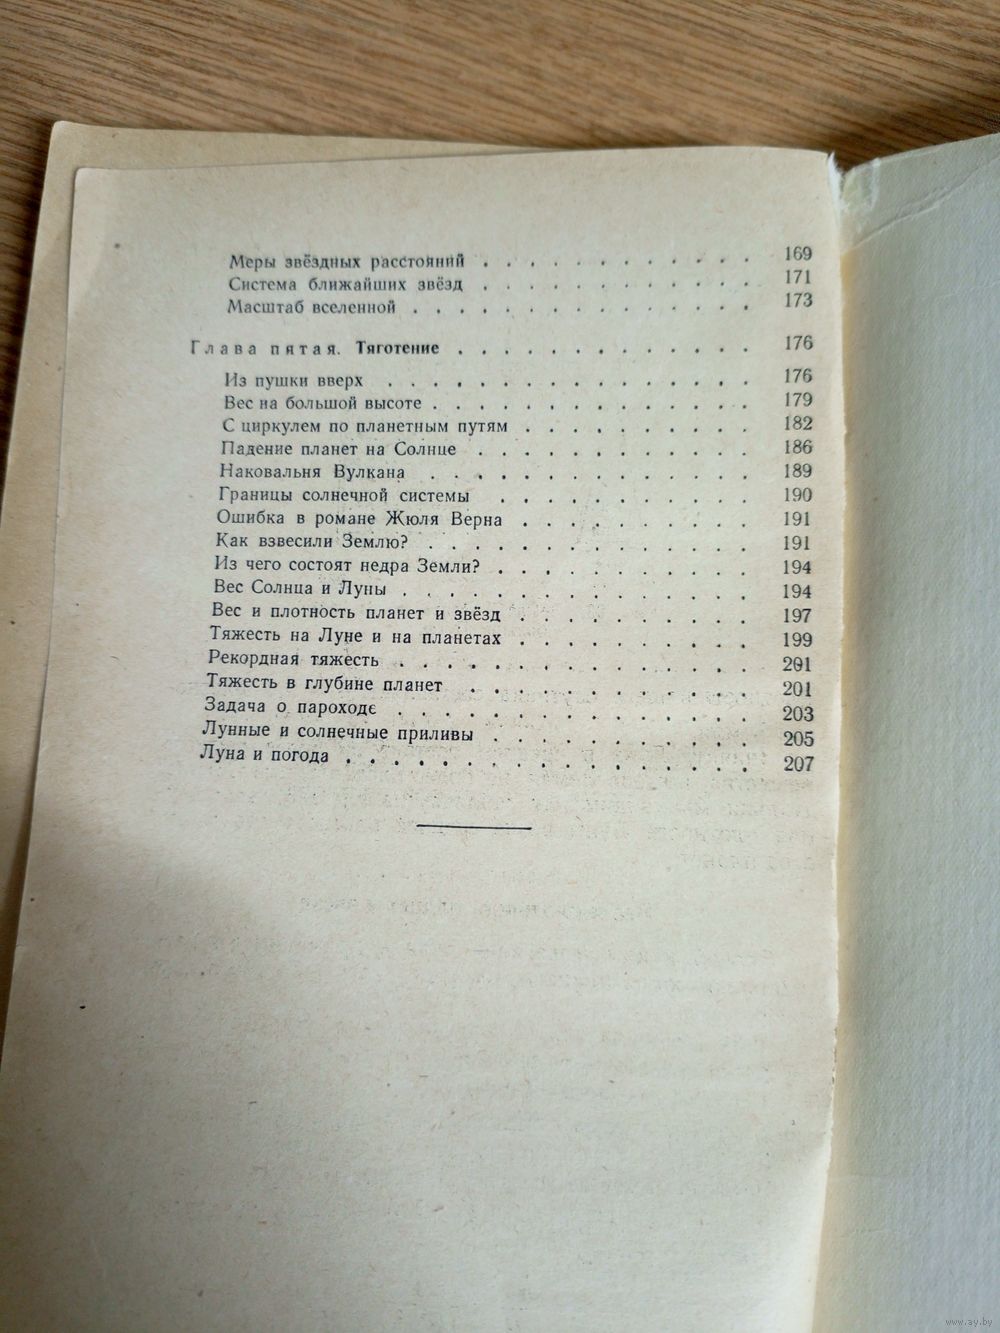 Меры звёздных расстояний . . . . . . . . . . . . 169
Система ближайших звёзд . . . . . . . . . . . . 171
Масштаб вселенной . . . . . . . . . . . . . . . 173
Глава пятая. Тяготение . . . . . . . . . . . . . 176
Из пушки вверх . . . . . . . . . . . . . . . . 176
Вес на большой высоте . . . . . . . . . . . . . . 179
С циркулем по планетным путям . . . . . . . . . . 182
Падение планет на Солнце . . . . . . . . . . . . 186
Наковальня Вулкана . . . . . . . . . . . . . . 189
Границы солнечной системы . . . . . . . . . . . 190
Ошибка в романе Жюля Верна . . . . . . . . . . 191
Как взвесили Землю? . . . . . . . . . . . . . . 191
Из чего состоят недра Земли? . . . . . . . . . . . 194
Вес Солнца и Луны . . . . . . . . . . . . . . . 194
Вес и плотность планет и звёзд . . . . . . . . . . 197
Тяжесть на Луне и на планетах . . . . . . . . . . 199
Рекордная тяжесть . . . . . . . . . . . . . . . 201
Тяжесть в глубине планет . . . . . . . . . . . . 201
Задача о пароходе . . . . . . . . . . . . . . . 203
Лунные и солнечные приливы . . . . . . . . . . . 205
Луна и погода . . . . . . . . . . . . . . . . . 207
www.ay.by